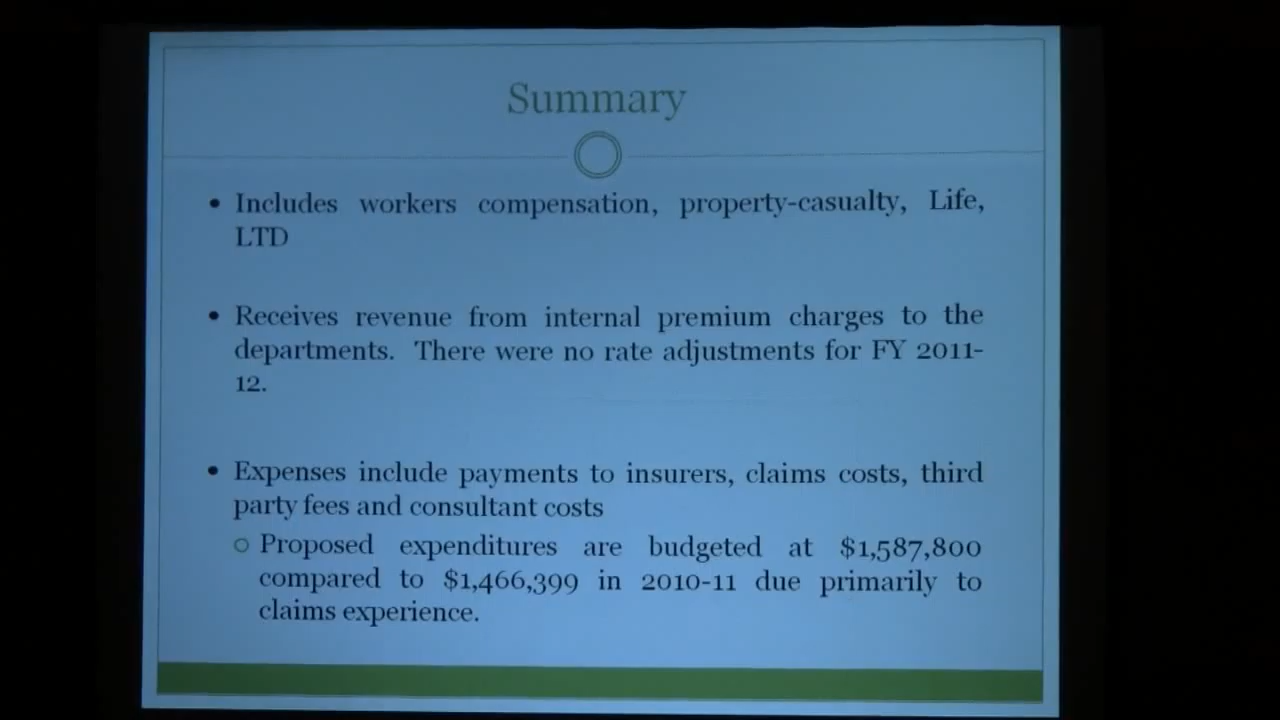 Summary
• Includes workers compensation, property-casualty, Life,
LTD
• Receives revenue from internal premium charges to the
departments. There were no rate adjustments for FY 2011-
12.
• Expenses include payments to insurers, claims costs, third
party fees and consultant costs
○ Proposed expenditures are budgeted at $1,587,800
compared to $1,466,399 in 2010-11 due primarily to
claims experience.